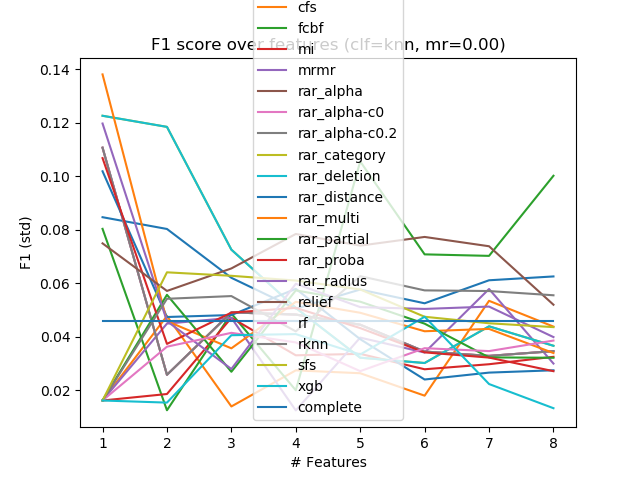 cfs
fcbf
F1 score over features (clf=knn, mr=0.00)
mi
mrmr
rar_alpha
rar_alpha-c0
rar_alpha-c0.2
rar_category
rar_deletion
rar_distance
rar_multi
rar_partial
rar_proba
rar_radius
relief
rf
rknn
sfs
xgb
complete
0.14
0.12
0.10
0.08
0.06
0.04
0.02
F1 (std)
1 2 3 4 5 6 7 8
# Features